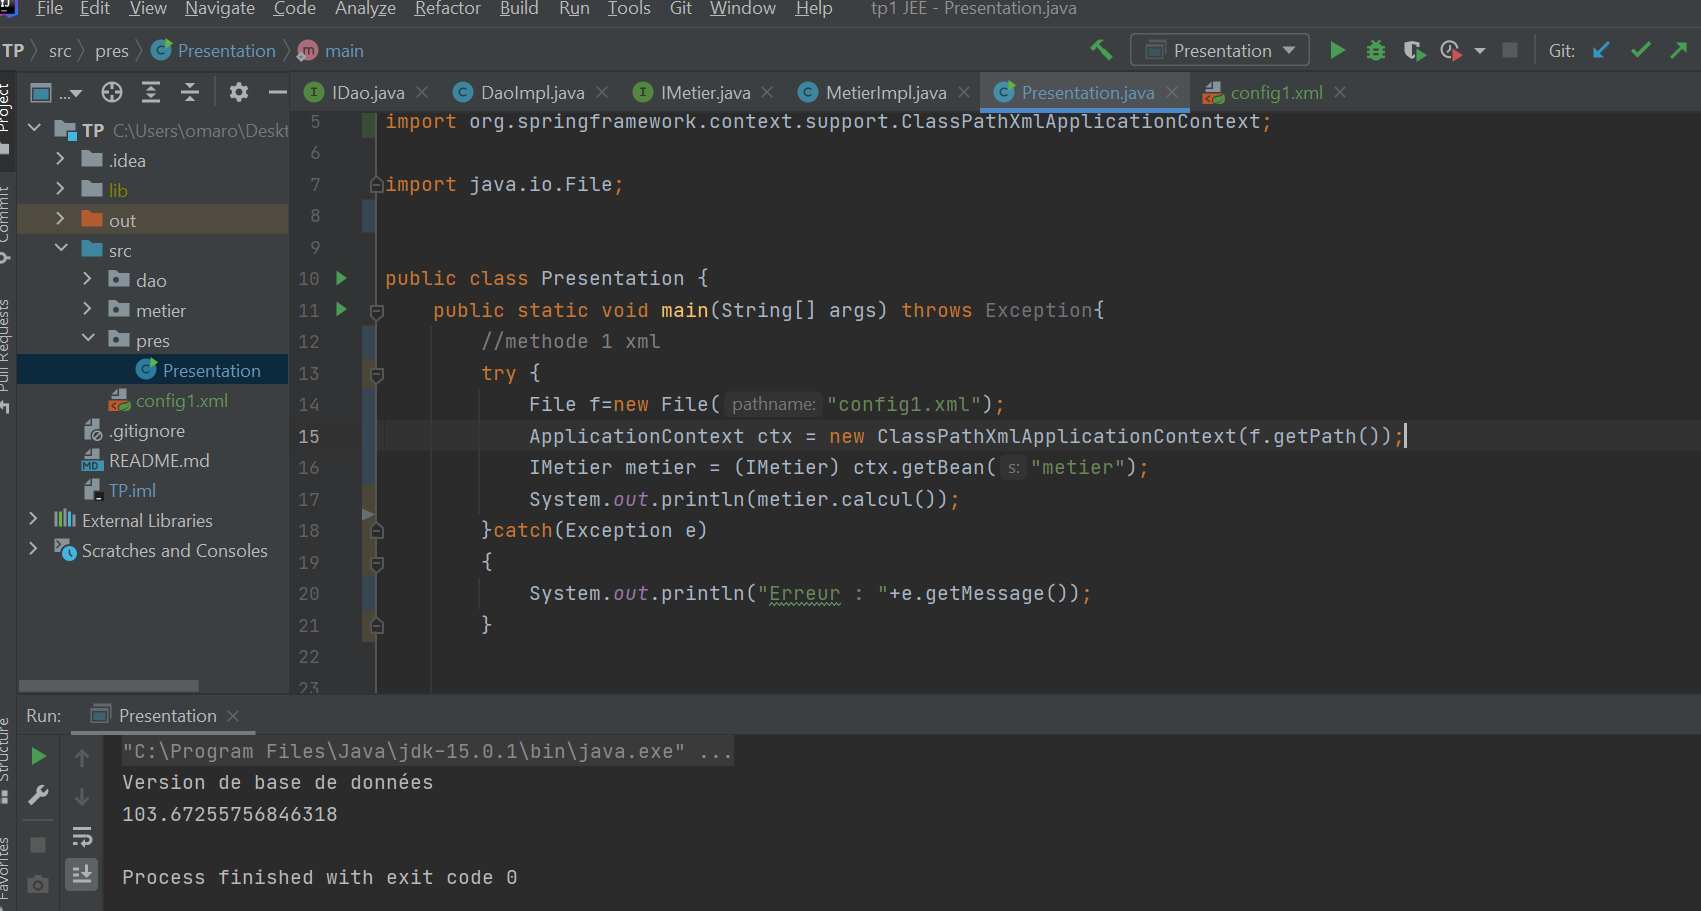 File Edit View Navigate Code Analyze Refactor Build Run Tools Git Window Help tp1 JEE - Presentation.java
TP src pres Presentation main Presentation Git:
... IDao.java DaoImpl.java IMetier.java MetierImpl.java Presentation.java config1.xml
Project
Commit
Pull Requests
Structure
Favorites
TP C:\Users\omaro\Deskt
.idea
lib
out
src
dao
metier
pres
Presentation
config1.xml
.gitignore
README.md
TP.iml
External Libraries
Scratches and Consoles
5 import org.springframework.context.support.ClassPathXmlApplicationContext;
6
7 import java.io.File;
8
9
10 public class Presentation {
11 public static void main(String[] args) throws Exception{
12 //methode 1 xml
13 try {
14 File f=new File( pathname: "config1.xml");
15 ApplicationContext ctx = new ClassPathXmlApplicationContext(f.getPath());
16 IMetier metier = (IMetier) ctx.getBean( s: "metier");
17 System.out.println(metier.calcul());
18 }catch(Exception e)
19 {
20 System.out.println("Erreur : "+e.getMessage());
21 }
22
23
Run: Presentation
"C:\Program Files\Java\jdk-15.0.1\bin\java.exe" ...
Version de base de données
103.67255756846318
Process finished with exit code 0